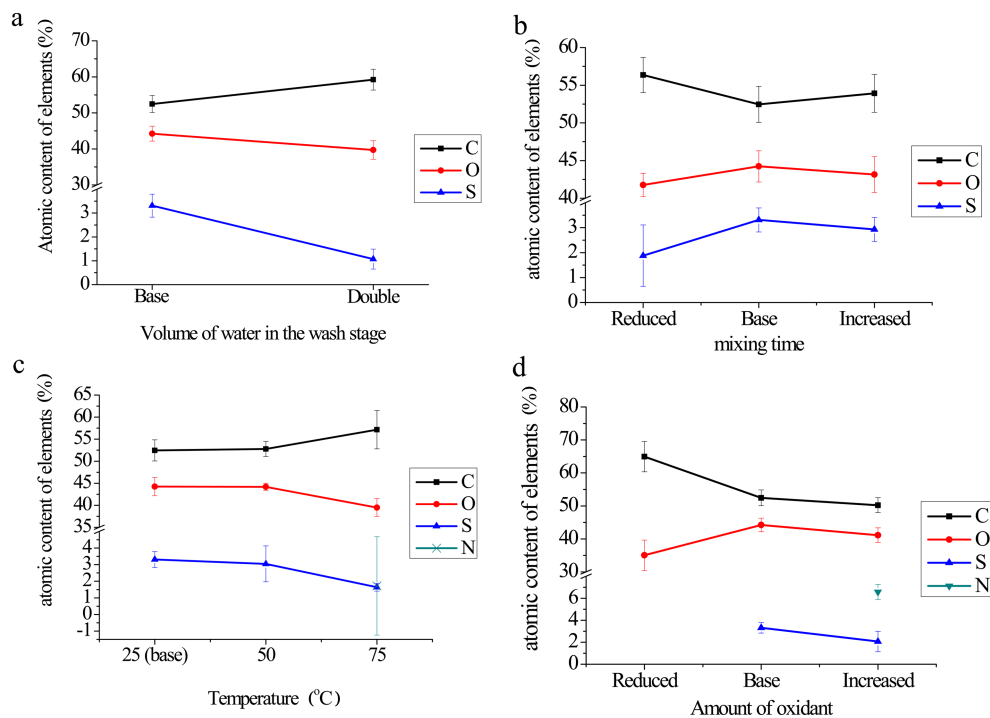 a
Atomic content of elements (%)
70
60
50
40
30
3
2
1
0
Base
Double
Volume of water in the wash stage
C
O
S
b
atomic content of elements (%)
60
55
50
45
40
3
2
1
0
Reduced
Base
Increased
mixing time
C
O
S
c
atomic content of elements (%)
65
60
55
50
45
40
35
4
3
2
1
0
-1
25 (base)
50
75
Temperature (°C)
C
O
S
N
d
atomic content of elements (%)
80
70
60
50
40
30
6
4
2
0
Reduced
Base
Increased
Amount of oxidant
C
O
S
N